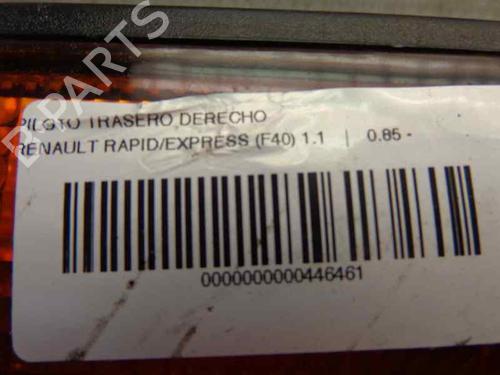 B PARTS
PILOTO TRASERO DERECHO
RENAULT RAPID/EXPRESS (F40) 1.1 | 0.85 -
0000000000446461